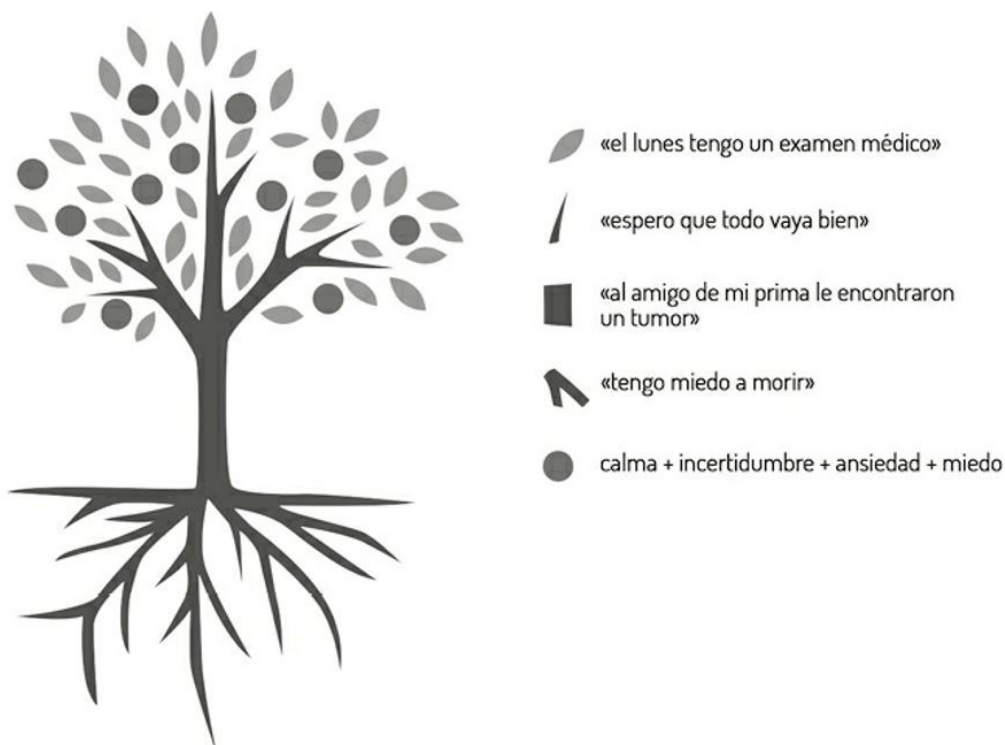 «el lunes tengo un examen médico»
«espero que todo vaya bien»
«al amigo de mi prima le encontraron
un tumor»
«tengo miedo a morir»
calma + incertidumbre + ansiedad + miedo